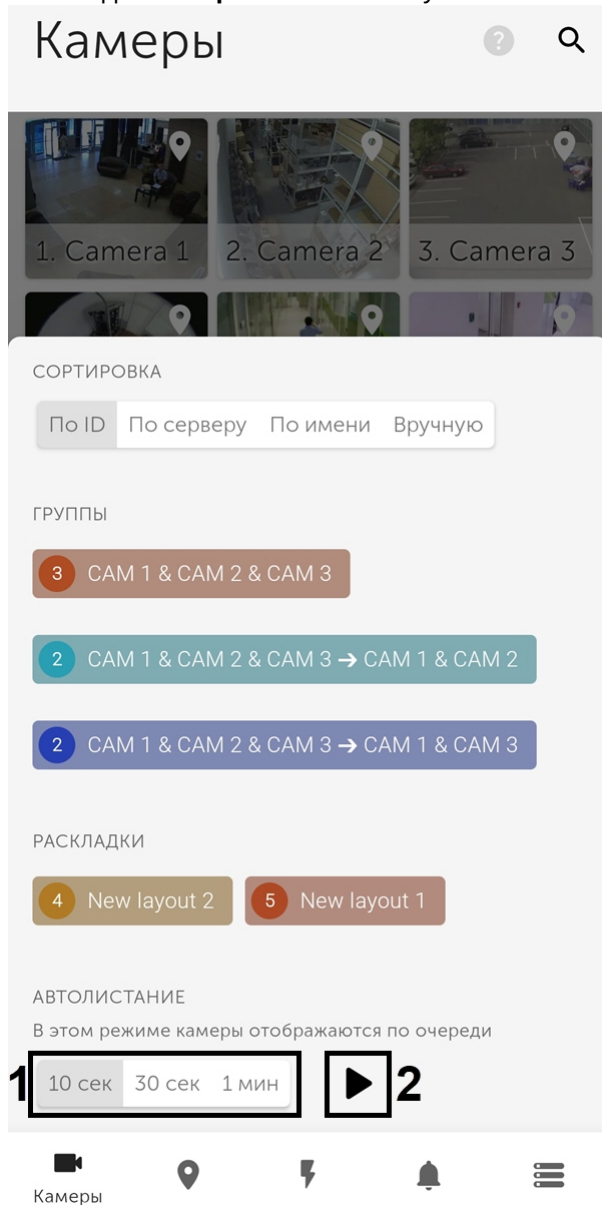 Камеры
?
1. Camera 1
2. Camera 2
3. Camera 3
СОРТИРОВКА
По ID По серверу По имени Вручную
ГРУППЫ
3 CAM 1 & CAM 2 & CAM 3
2 CAM 1 & CAM 2 & CAM 3 ➔ CAM 1 & CAM 2
2 CAM 1 & CAM 2 & CAM 3 ➔ CAM 1 & CAM 3
РАСКЛАДКИ
4 New layout 2 5 New layout 1
АВТОЛИСТАНИЕ
В этом режиме камеры отображаются по очереди
1 10 сек 30 сек 1 мин 2
Камеры